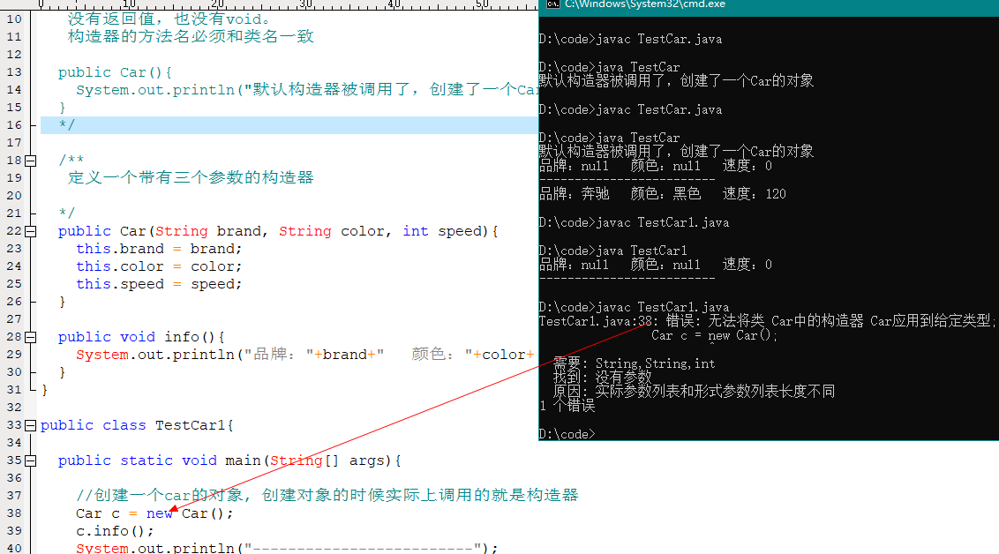 0 10 20 30 40 50
10 没有返回值，也没有void。
11 构造器的方法名必须和类名一致
12
13 public Car(){
14 System.out.println("默认构造器被调用了，创建了一个Car
15 }
16 */
17
18 /**
19 定义一个带有三个参数的构造器
20
21 */
22 public Car(String brand, String color, int speed){
23 this.brand = brand;
24 this.color = color;
25 this.speed = speed;
26 }
27
28 public void info(){
29 System.out.println("品牌："+brand+" 颜色："+color+
30 }
31 }
32
33 public class TestCar1{
34
35 public static void main(String[] args){
36
37 //创建一个car的对象, 创建对象的时候实际上调用的就是构造器
38 Car c = new Car();
39 c.info();
40 System.out.println("-------------------------");
C:\Windows\System32\cmd.exe
D:\code>javac TestCar.java
D:\code>java TestCar
默认构造器被调用了，创建了一个Car的对象
D:\code>javac TestCar.java
D:\code>java TestCar
默认构造器被调用了，创建了一个Car的对象
品牌：null 颜色：null 速度：0
-------------------------
品牌：奔驰 颜色：黑色 速度：120
D:\code>javac TestCar1.java
D:\code>java TestCar1
品牌：null 颜色：null 速度：0
-------------------------
D:\code>javac TestCar1.java
TestCar1.java:38: 错误: 无法将类 Car中的构造器 Car应用到给定类型;
Car c = new Car();
^
需要: String,String,int
找到: 没有参数
原因: 实际参数列表和形式参数列表长度不同
1 个错误
D:\code>